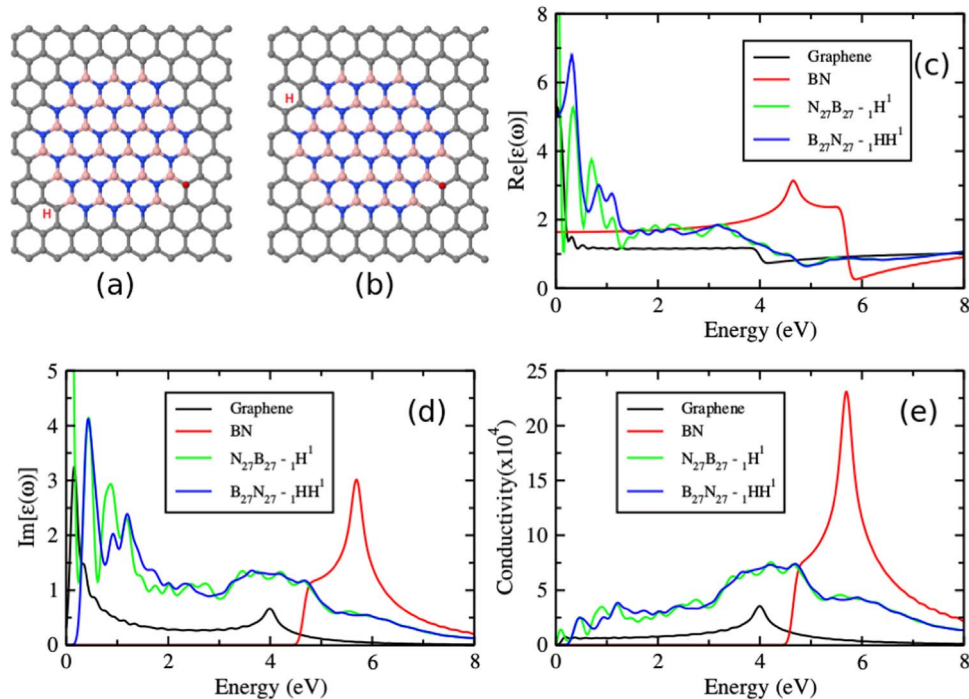 H
(a)
H
(b)
8
6
4
2
0
Re[ε(ω)]
Graphene
BN
N₂₇B₂₇ - ₁H¹
B₂₇N₂₇ - ₁HH¹
(c)
0 2 4 6 8
Energy (eV)
5
4
3
2
1
0
Im[ε(ω)]
Graphene
BN
N₂₇B₂₇ - ₁H¹
B₂₇N₂₇ - ₁HH¹
(d)
0 2 4 6 8
Energy (eV)
25
20
15
10
5
0
Conductivity(x10⁴)
Graphene
BN
N₂₇B₂₇ - ₁H¹
B₂₇N₂₇ - ₁HH¹
(e)
0 2 4 6 8
Energy (eV)